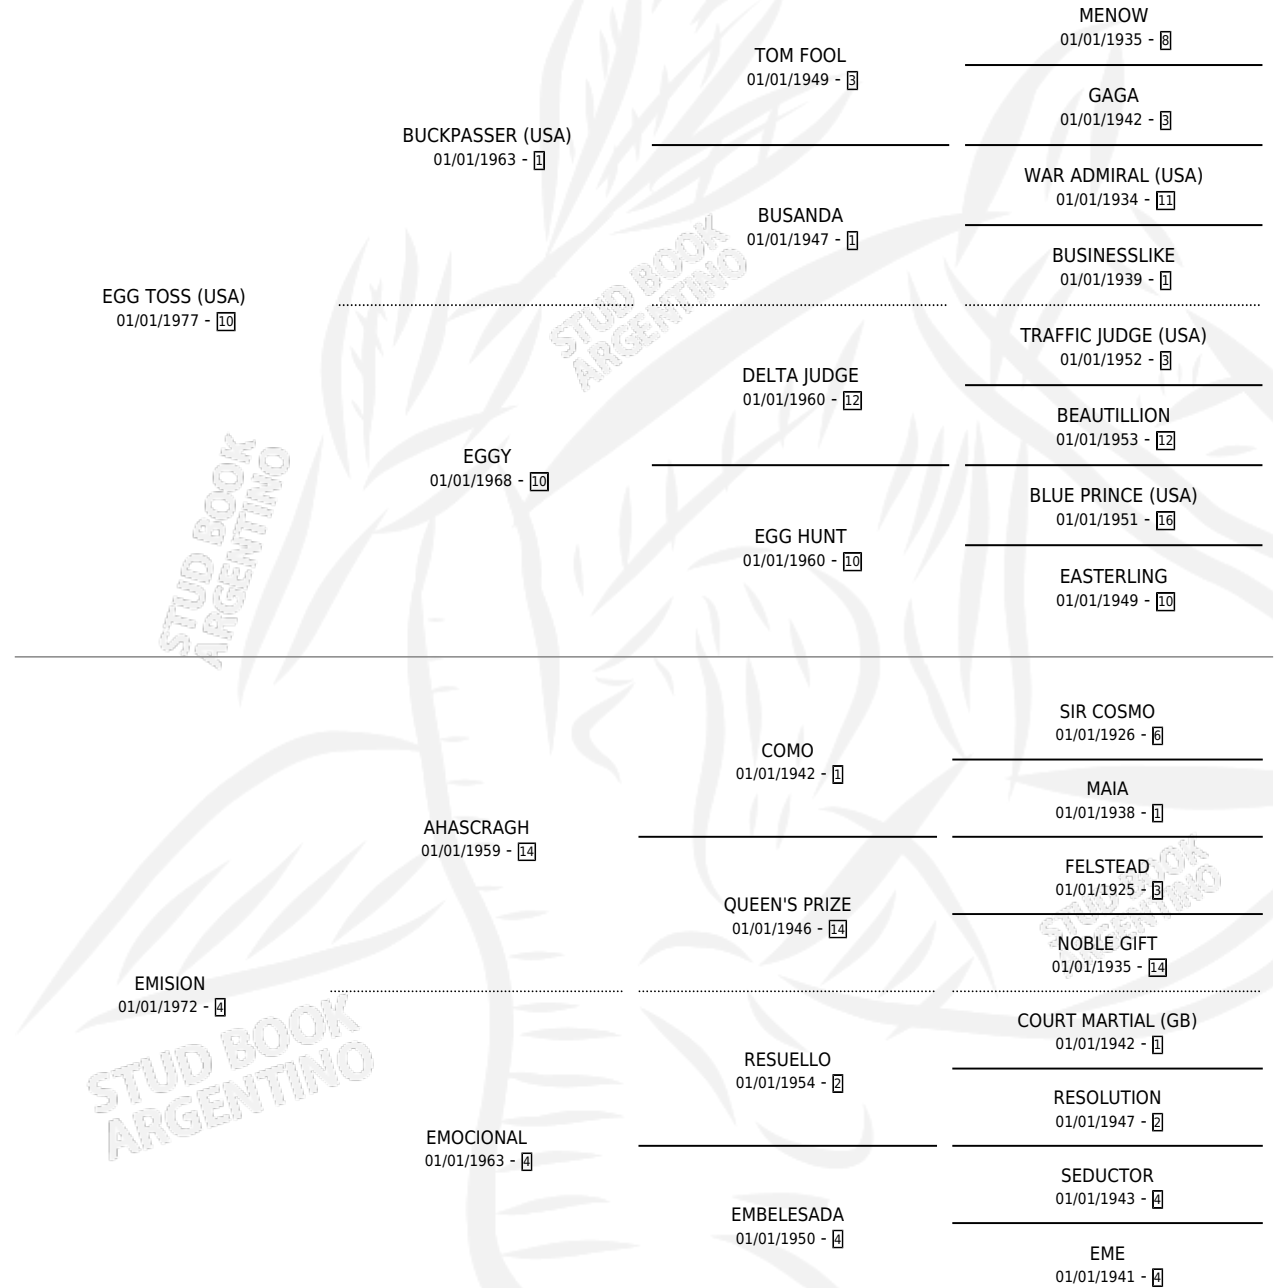 MENOW
01/01/1935 - 8
TOM FOOL
01/01/1949 - 3
GAGA
01/01/1942 - 3
BUCKPASSER (USA)
01/01/1963 - 1
WAR ADMIRAL (USA)
01/01/1934 - 11
BUSANDA
01/01/1947 - 1
BUSINESSLIKE
01/01/1939 - 1
EGG TOSS (USA)
01/01/1977 - 10
TRAFFIC JUDGE (USA)
01/01/1952 - 3
DELTA JUDGE
01/01/1960 - 12
BEAUTILLION
01/01/1953 - 12
EGGY
01/01/1968 - 10
BLUE PRINCE (USA)
01/01/1951 - 16
EGG HUNT
01/01/1960 - 10
EASTERLING
01/01/1949 - 10
STUD BOOK
ARGENTINO
STUD BOOK
ARGENTINO
SIR COSMO
01/01/1926 - 6
COMO
01/01/1942 - 1
MAIA
01/01/1938 - 1
AHASCRAGH
01/01/1959 - 14
FELSTEAD
01/01/1925 - 3
QUEEN'S PRIZE
01/01/1946 - 14
NOBLE GIFT
01/01/1935 - 14
EMISION
01/01/1972 - 4
COURT MARTIAL (GB)
01/01/1942 - 1
RESUELLO
01/01/1954 - 2
RESOLUTION
01/01/1947 - 2
EMOCIONAL
01/01/1963 - 4
SEDUCTOR
01/01/1943 - 4
EMBELESADA
01/01/1950 - 4
EME
01/01/1941 - 4
STUD BOOK
ARGENTINO
STUD BOOK
ARGENTINO